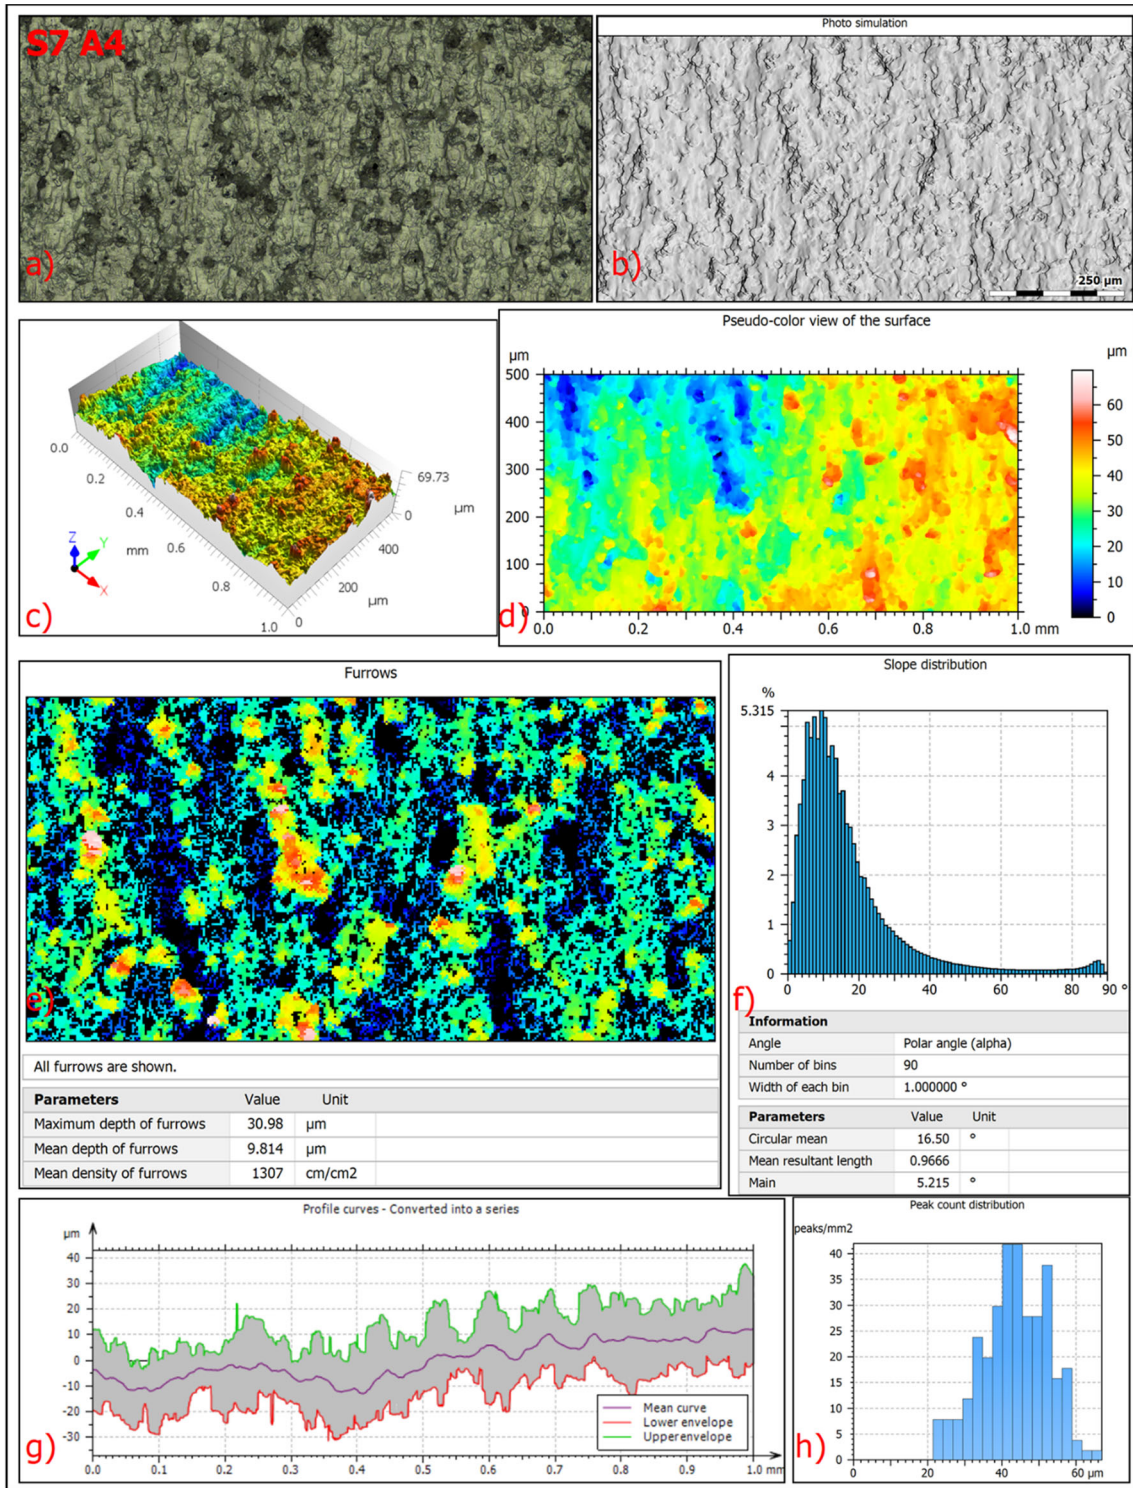 S7 A4
a)
Photo simulation
b)
250 µm
0.0
0.2
0.4
mm
0.6
0.8
1.0
0
200
µm
400
0
69.73
µm
Z
Y
X
c)
Pseudo-color view of the surface
µm
500
400
300
200
100
0
0.0 0.2 0.4 0.6 0.8 1.0 mm
µm
60
50
40
30
20
10
0
d)
Furrows
e)
All furrows are shown.
Parameters Value Unit
Maximum depth of furrows 30.98 µm
Mean depth of furrows 9.814 µm
Mean density of furrows 1307 cm/cm2
Slope distribution
%
5.315
4
3
2
1
0
0 20 40 60 80 90 °
f)
Information
Angle Polar angle (alpha)
Number of bins 90
Width of each bin 1.000000 °
Parameters Value Unit
Circular mean 16.50 °
Mean resultant length 0.9666
Main 5.215 °
Profile curves - Converted into a series
µm
40
30
20
10
0
-10
-20
-30
0.0 0.1 0.2 0.3 0.4 0.5 0.6 0.7 0.8 0.9 1.0 mm
Mean curve
Lower envelope
Upper envelope
g)
Peak count distribution
peaks/mm2
40
35
30
25
20
15
10
5
0
0 20 40 60 µm
h)